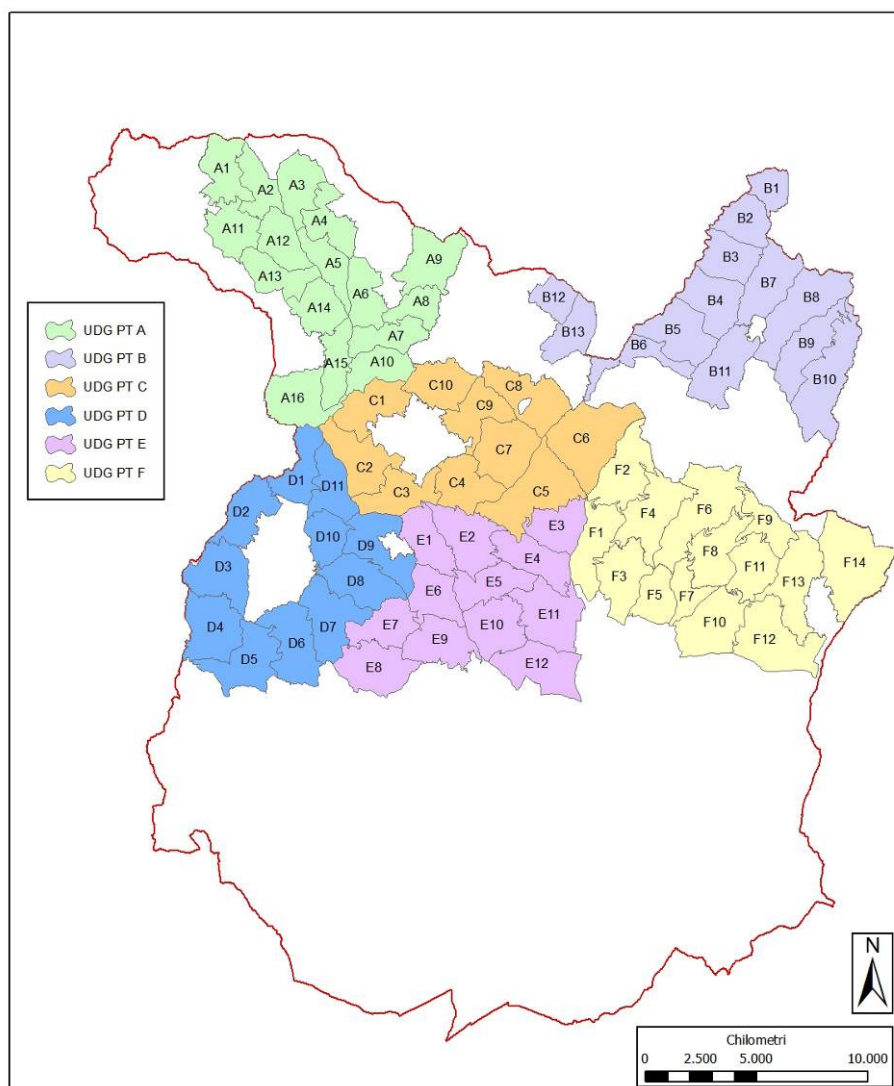 A1
A2
A3
A4
A11
A12
A5
A13
A9
A6
A8
A14
A7
A15
A10
A16
B1
B2
B3
B7
B4
B8
B12
B5
B13
B6
B9
B11
B10
UDG PT A
UDG PT B
UDG PT C
UDG PT D
UDG PT E
UDG PT F
C10
C8
C1
C9
C6
C7
C2
C3
C4
C5
D1
D11
D2
D10
D9
D3
D8
D4
D7
D6
D5
E3
E1
E2
E4
E5
E6
E11
E7
E10
E9
E8
E12
F2
F6
F4
F9
F1
F8
F14
F11
F3
F13
F5
F7
F10
F12
N
Chilometri
0 2.500 5.000 10.000